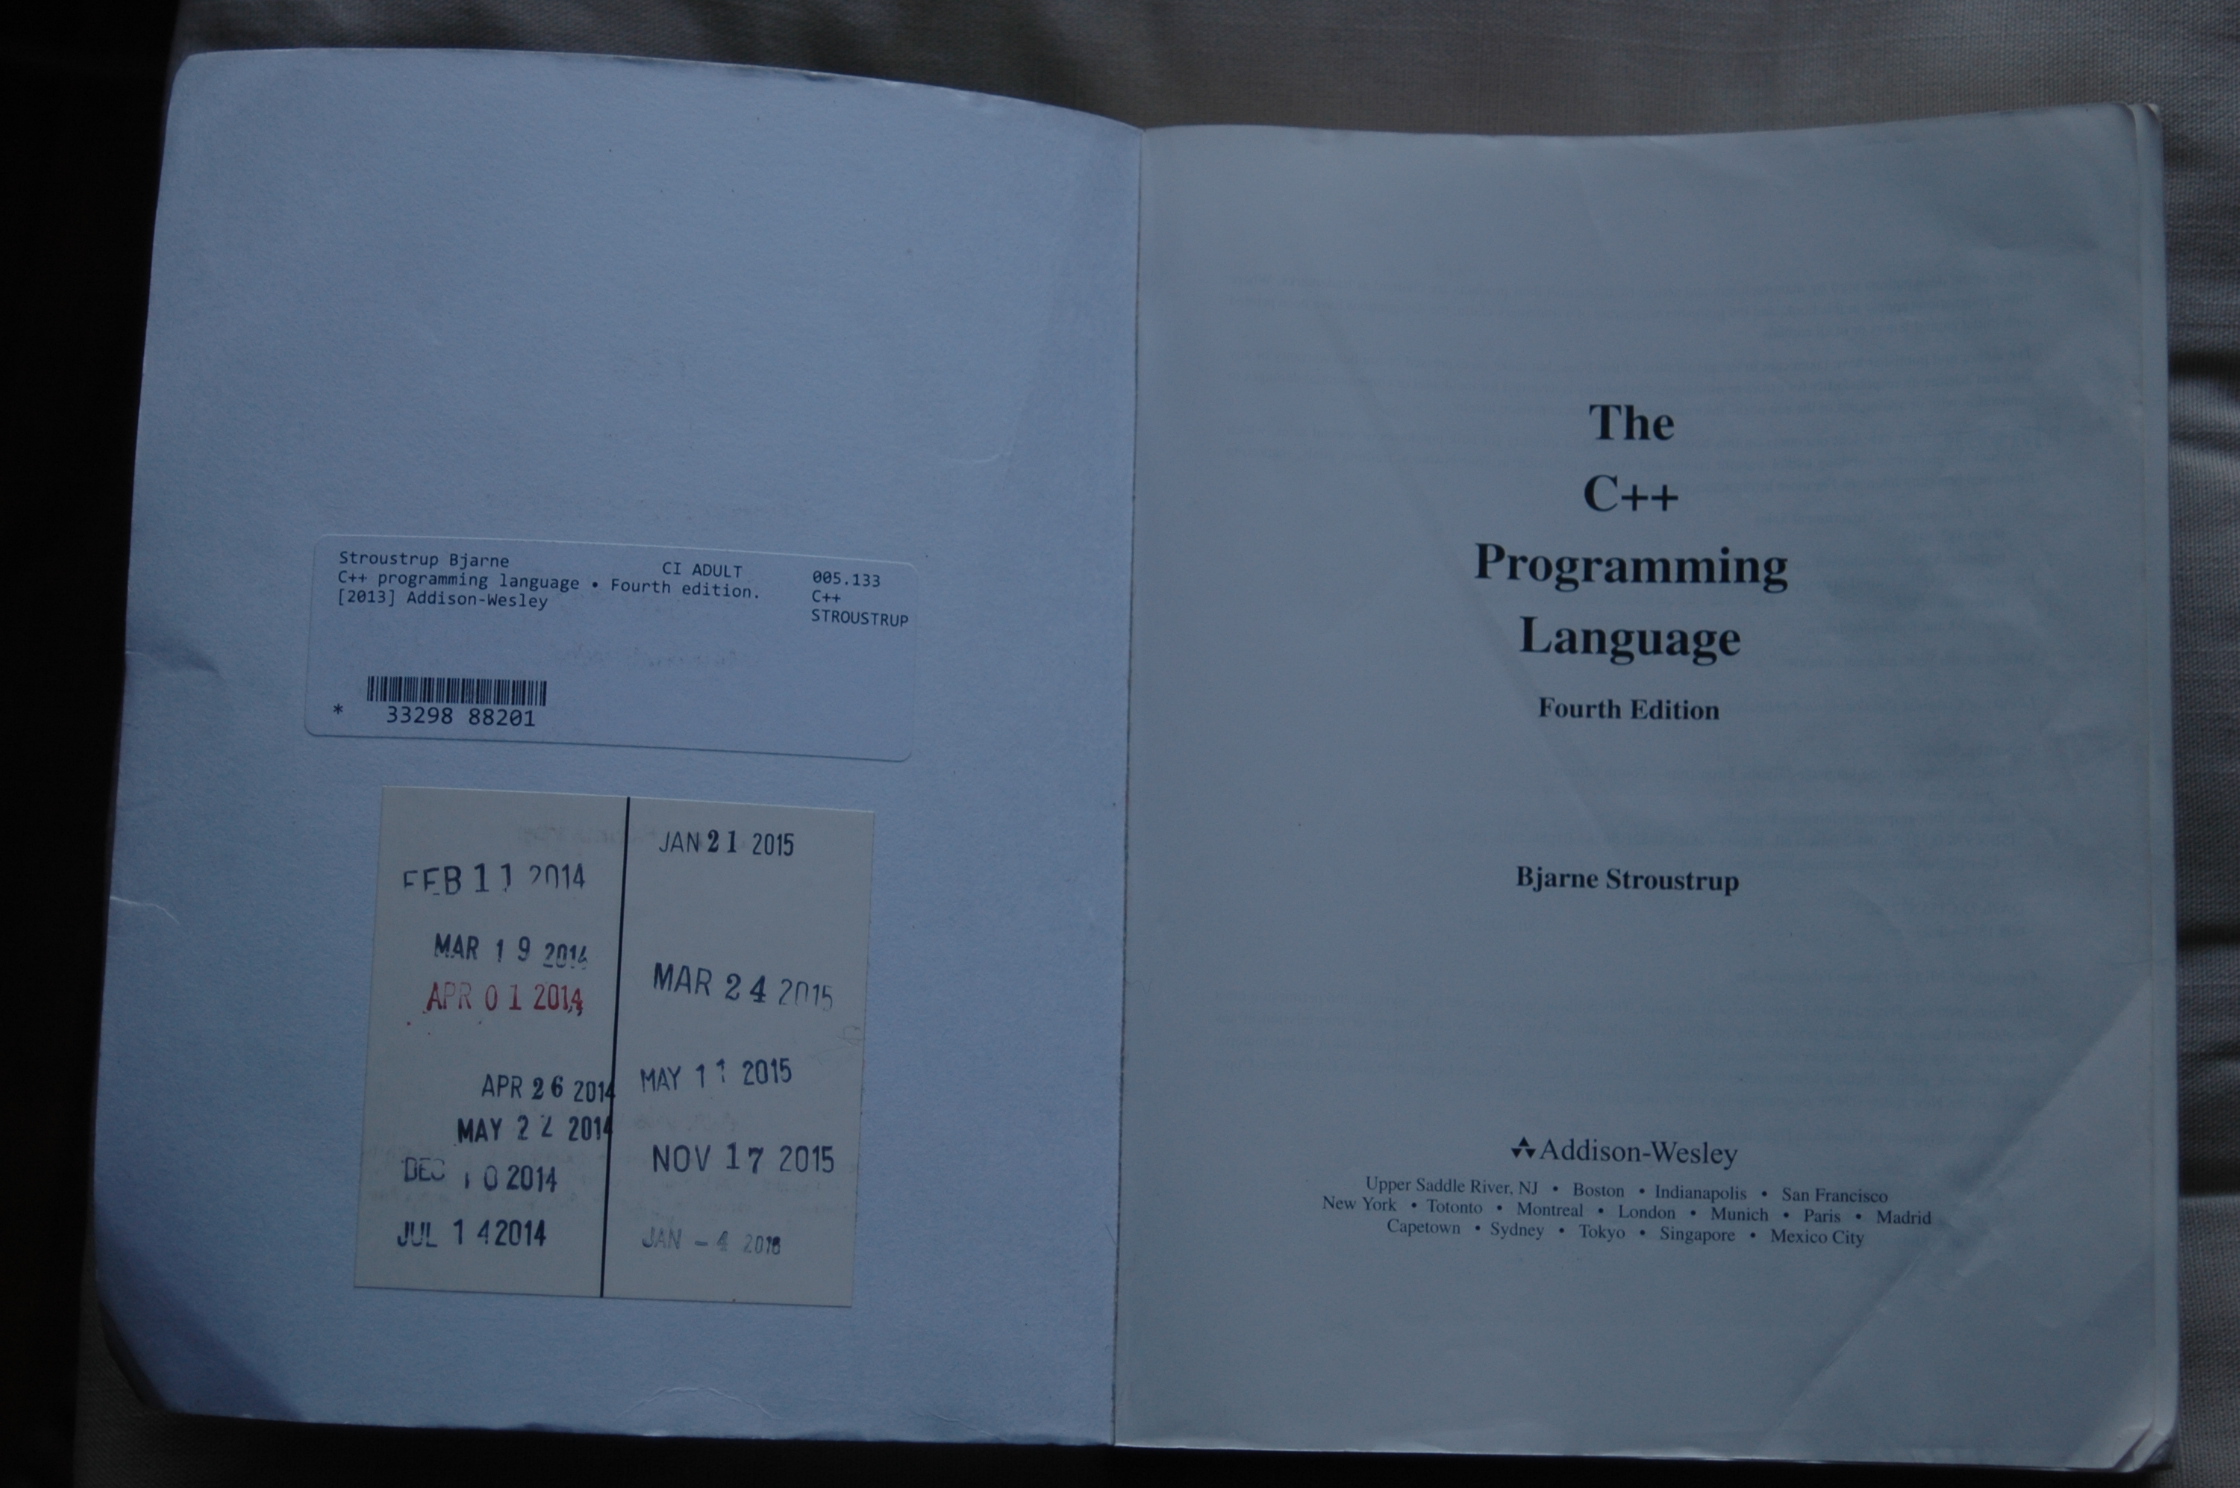 Stroustrup Bjarne CI ADULT 005.133
C++ programming language • Fourth edition. C++
[2013] Addison-Wesley STROUSTRUP
* 33298 88201
FEB 11 2014
MAR 19 2014
APR 01 2014
APR 26 2014
MAY 22 2014
DEC 10 2014
JUL 14 2014
JAN 21 2015
MAR 24 2015
MAY 11 2015
NOV 17 2015
JAN - 4 2016
The
C++
Programming
Language
Fourth Edition
Bjarne Stroustrup
Addison-Wesley
Upper Saddle River, NJ • Boston • Indianapolis • San Francisco
New York • Totonto • Montreal • London • Munich • Paris • Madrid
Capetown • Sydney • Tokyo • Singapore • Mexico City